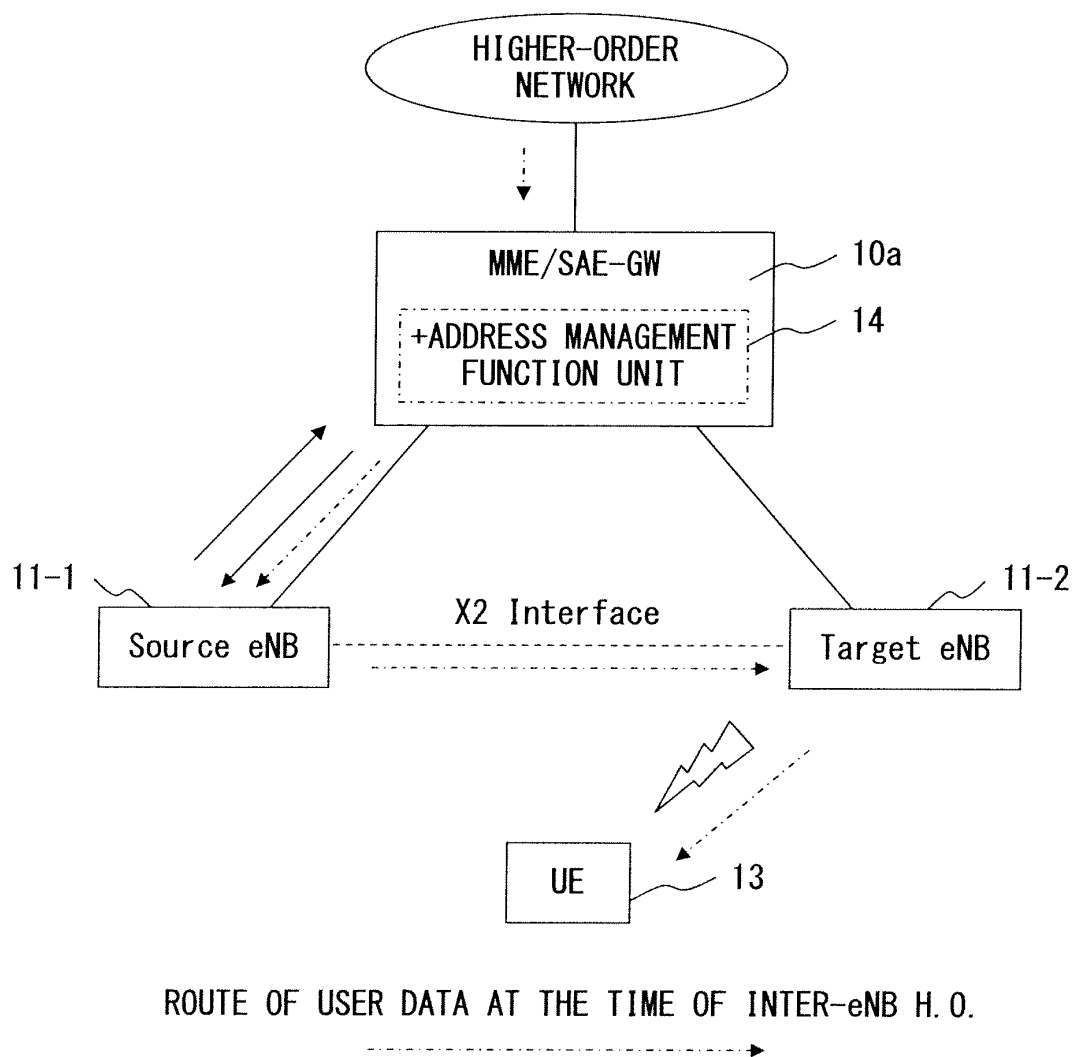 HIGHER-ORDER
NETWORK
MME/SAE-GW
10a
+ADDRESS MANAGEMENT
FUNCTION UNIT
14
11-1
11-2
X2 Interface
Source eNB
Target eNB
UE
13
ROUTE OF USER DATA AT THE TIME OF INTER-eNB H.O.